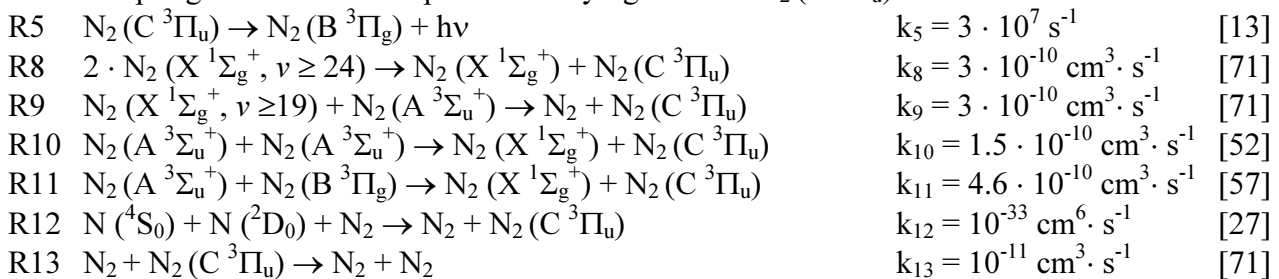 R5 N₂ (C ³Πᵤ) → N₂ (B ³Π_g) + hν k₅ = 3 · 10⁷ s⁻¹ [13]
R8 2 · N₂ (X ¹Σ_g⁺, v ≥ 24) → N₂ (X ¹Σ_g⁺) + N₂ (C ³Πᵤ) k₈ = 3 · 10⁻¹⁰ cm³· s⁻¹ [71]
R9 N₂ (X ¹Σ_g⁺, v ≥19) + N₂ (A ³Σᵤ⁺) → N₂ + N₂ (C ³Πᵤ) k₉ = 3 · 10⁻¹⁰ cm³· s⁻¹ [71]
R10 N₂ (A ³Σᵤ⁺) + N₂ (A ³Σᵤ⁺) → N₂ (X ¹Σ_g⁺) + N₂ (C ³Πᵤ) k₁₀ = 1.5 · 10⁻¹⁰ cm³· s⁻¹ [52]
R11 N₂ (A ³Σᵤ⁺) + N₂ (B ³Π_g) → N₂ (X ¹Σ_g⁺) + N₂ (C ³Πᵤ) k₁₁ = 4.6 · 10⁻¹⁰ cm³· s⁻¹ [57]
R12 N (⁴S₀) + N (²D₀) + N₂ → N₂ + N₂ (C ³Πᵤ) k₁₂ = 10⁻³³ cm⁶· s⁻¹ [27]
R13 N₂ + N₂ (C ³Πᵤ) → N₂ + N₂ k₁₃ = 10⁻¹¹ cm³· s⁻¹ [71]